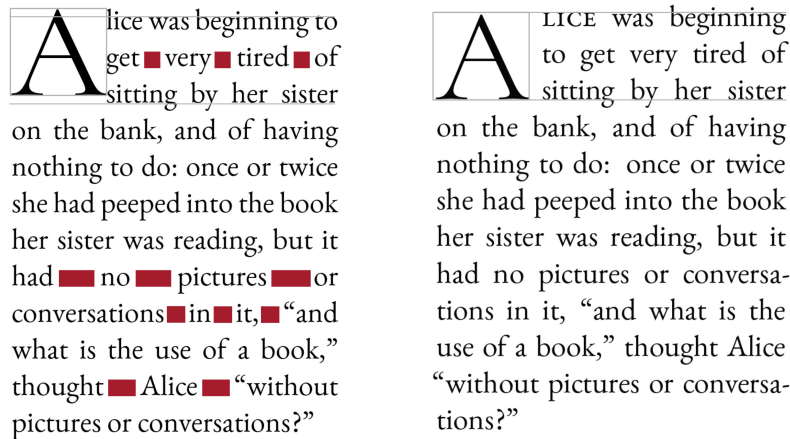 Alice was beginning to
get very tired of
sitting by her sister
on the bank, and of having
nothing to do: once or twice
she had peeped into the book
her sister was reading, but it
had no pictures or
conversations in it, “and
what is the use of a book,”
thought Alice “without
pictures or conversations?”
ALICE was beginning
to get very tired of
sitting by her sister
on the bank, and of having
nothing to do: once or twice
she had peeped into the book
her sister was reading, but it
had no pictures or conversa-
tions in it, “and what is the
use of a book,” thought Alice
“without pictures or conversa-
tions?”